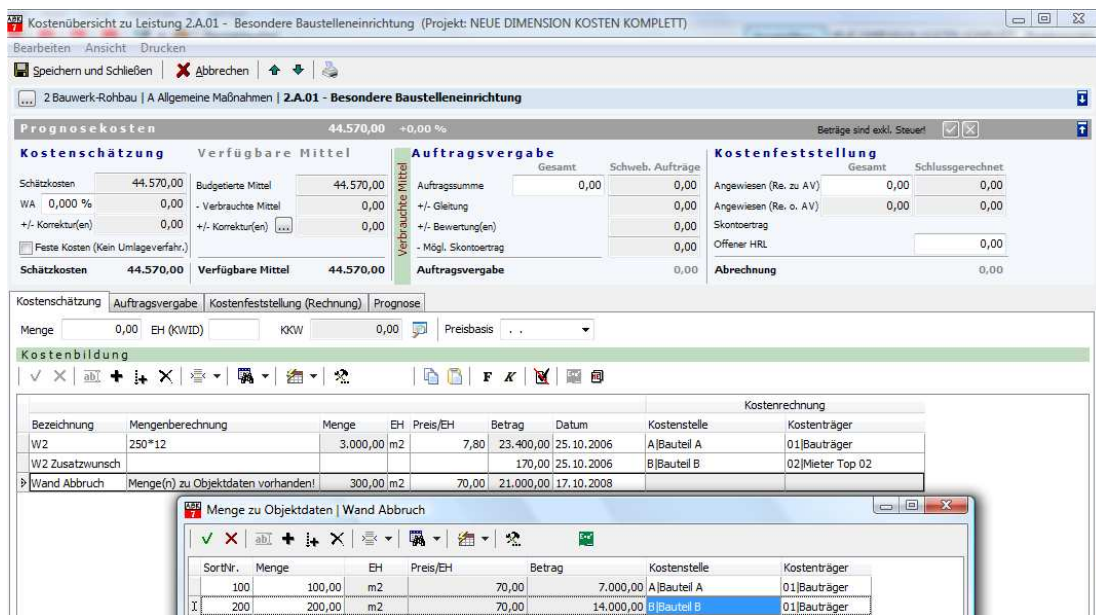 Kostenübersicht zu Leistung 2.A.01 - Besondere Baustelleneinrichtung (Projekt: NEUE DIMENSION KOSTEN KOMPLETT)
Bearbeiten Ansicht Drucken
Speichern und Schließen Abbrechen
... 2 Bauwerk-Rohbau | A Allgemeine Maßnahmen | 2.A.01 - Besondere Baustelleneinrichtung
Prognosekosten 44.570,00 +0,00 % Beträge sind exkl. Steuer!
Kostenschätzung Verfügbare Mittel Auftragsvergabe Kostenfeststellung
Gesamt Schweb. Aufträge Gesamt Schlussgerechnet
Verbrauchte Mittel
Schätzkosten 44.570,00 Budgetierte Mittel 44.570,00 Auftragssumme 0,00 0,00 Angewiesen (Re. zu AV) 0,00 0,00
WA 0,000 % 0,00 - Verbrauchte Mittel 0,00 +/- Gleitung 0,00 Angewiesen (Re. o. AV) 0,00 0,00
+/- Korrektur(en) 0,00 +/- Korrektur(en) ... 0,00 +/- Bewertung(en) 0,00 Skontoertrag
Feste Kosten (Kein Umlageverfahr.) - Mögl. Skontoertrag 0,00 Offener HRL 0,00
Schätzkosten 44.570,00 Verfügbare Mittel 44.570,00 Auftragsvergabe 0,00 Abrechnung 0,00
Kostenschätzung Auftragsvergabe Kostenfeststellung (Rechnung) Prognose
Menge 0,00 EH (KWID) KKW 0,00 Preisbasis . .
Kostenbildung
abI F K
Kostenrechnung
Bezeichnung Mengenberechnung Menge EH Preis/EH Betrag Datum Kostenstelle Kostenträger
W2 250*12 3.000,00 m2 7,80 23.400,00 25.10.2006 A|Bauteil A 01|Bauträger
W2 Zusatzwunsch 170,00 25.10.2006 B|Bauteil B 02|Mieter Top 02
Wand Abbruch Menge(n) zu Objektdaten vorhanden! 300,00 m2 70,00 21.000,00 17.10.2008
Menge zu Objektdaten | Wand Abbruch
abI
SortNr. Menge EH Preis/EH Betrag Kostenstelle Kostenträger
100 100,00 m2 70,00 7.000,00 A|Bauteil A 01|Bauträger
200 200,00 m2 70,00 14.000,00 B|Bauteil B 01|Bauträger